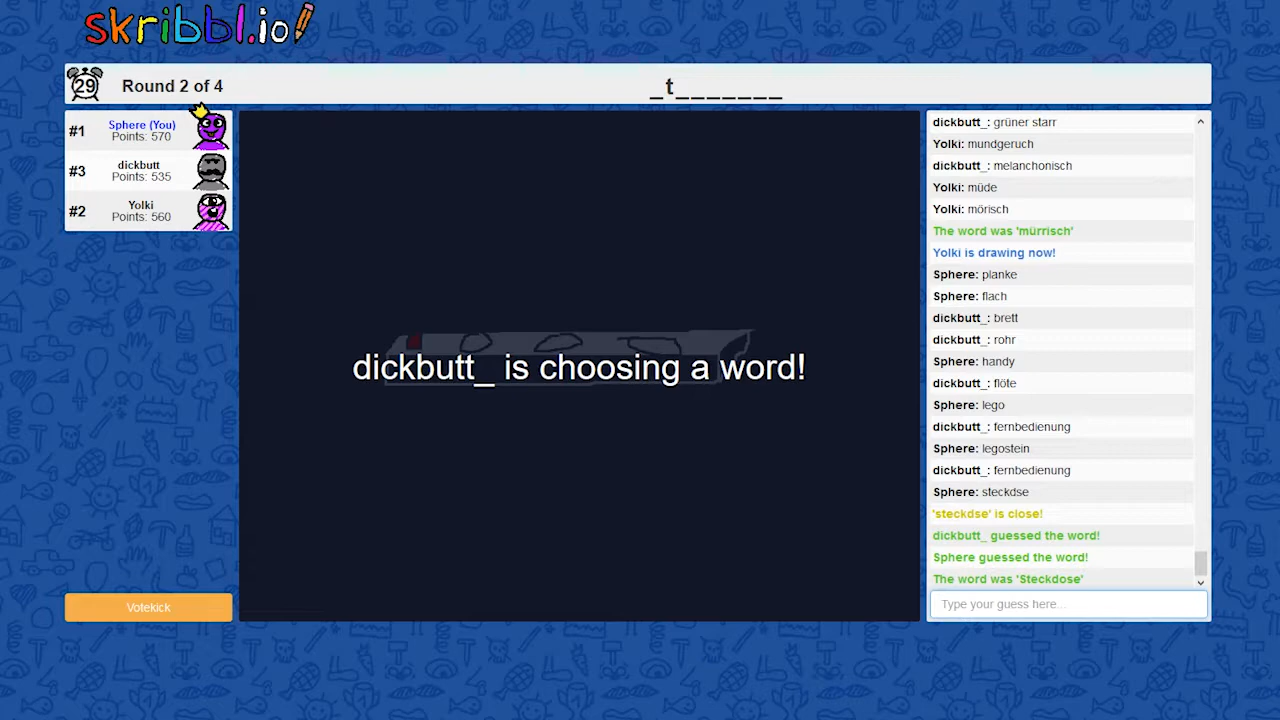 skribbl.io
29
Round 2 of 4
_t_______
#1
Sphere (You)
Points: 570
#3
dickbutt
Points: 535
#2
Yolki
Points: 560
dickbutt_ is choosing a word!
dickbutt_: grüner starr
Yolki: mundgeruch
dickbutt_: melanchonisch
Yolki: müde
Yolki: mörisch
The word was 'mürrisch'
Yolki is drawing now!
Sphere: planke
Sphere: flach
dickbutt_: brett
dickbutt_: rohr
Sphere: handy
dickbutt_: flöte
Sphere: lego
dickbutt_: fernbedienung
Sphere: legostein
dickbutt_: fernbedienung
Sphere: steckdse
'steckdse' is close!
dickbutt_ guessed the word!
Sphere guessed the word!
The word was 'Steckdose'
Type your guess here...
Votekick